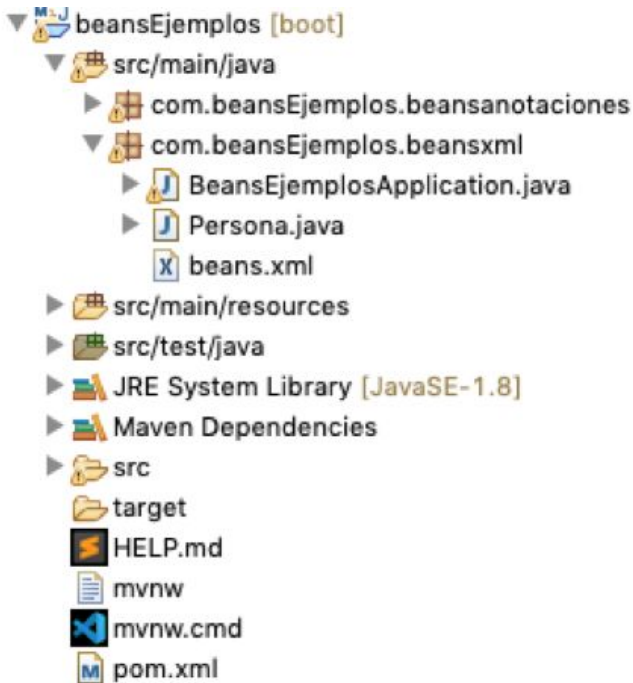 beansEjemplos [boot]
src/main/java
com.beansEjemplos.beansanotaciones
com.beansEjemplos.beansxml
BeansEjemplosApplication.java
Persona.java
beans.xml
src/main/resources
src/test/java
JRE System Library [JavaSE-1.8]
Maven Dependencies
src
target
HELP.md
mvnw
mvnw.cmd
pom.xml